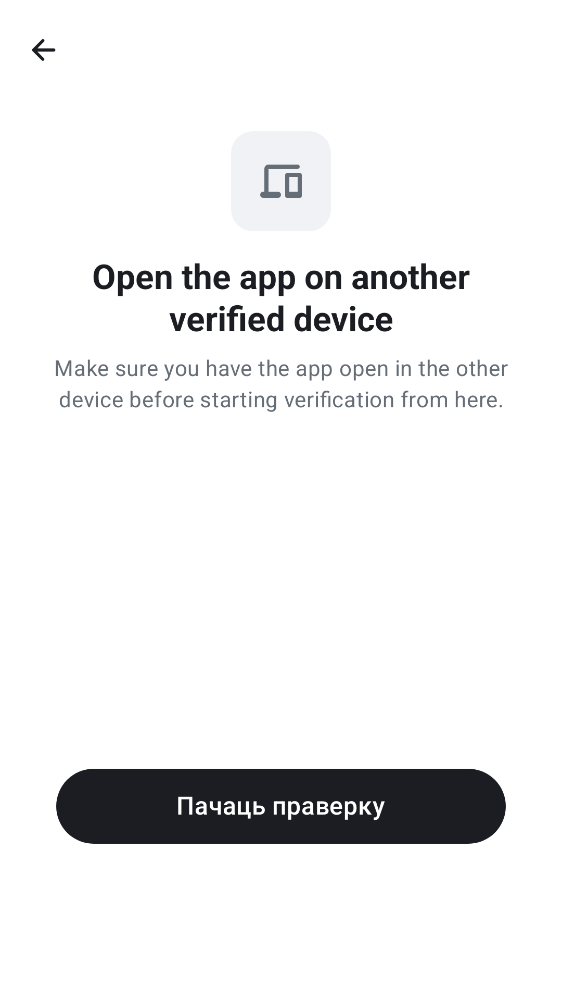 Open the app on another
verified device
Make sure you have the app open in the other
device before starting verification from here.
Пачаць праверку